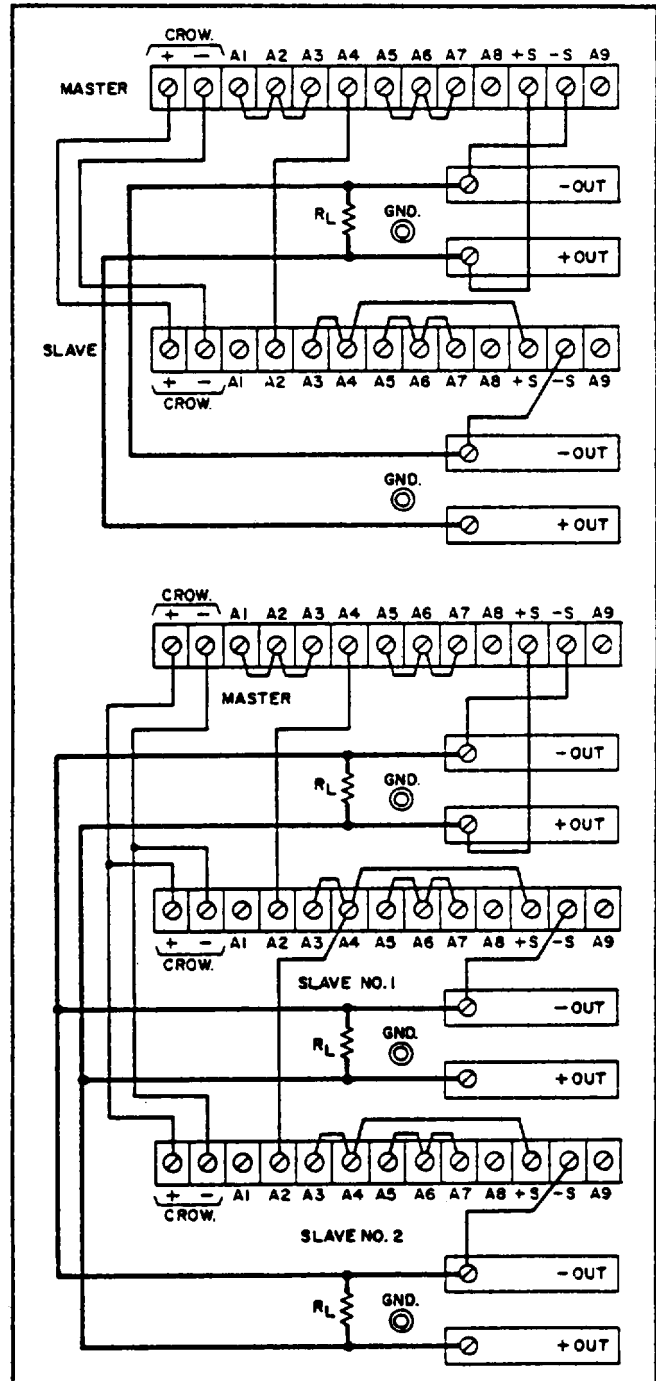 CROW.
+ - A1 A2 A3 A4 A5 A6 A7 A8 +S -S A9
MASTER
-OUT
RL
GND.
+OUT
SLAVE
+ - A1 A2 A3 A4 A5 A6 A7 A8 +S -S A9
CROW.
-OUT
GND.
+OUT
CROW.
+ - A1 A2 A3 A4 A5 A6 A7 A8 +S -S A9
MASTER
-OUT
RL
GND.
+OUT
+ - A1 A2 A3 A4 A5 A6 A7 A8 +S -S A9
CROW.
SLAVE NO.1
-OUT
RL
GND.
+OUT
+ - A1 A2 A3 A4 A5 A6 A7 A8 +S -S A9
CROW.
SLAVE NO. 2
-OUT
RL
GND.
+OUT